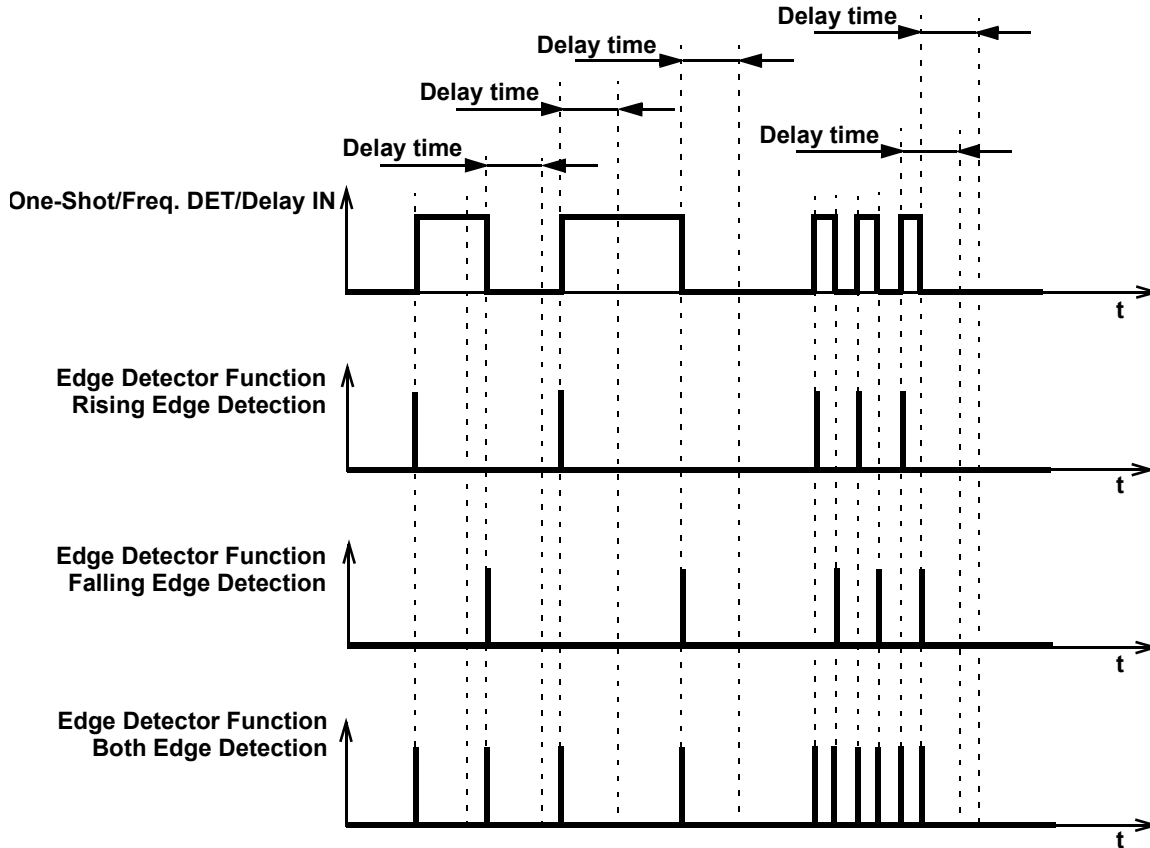 Delay time
Delay time
Delay time
Delay time
Delay time
One-Shot/Freq. DET/Delay IN
t
Edge Detector Function
Rising Edge Detection
t
Edge Detector Function
Falling Edge Detection
t
Edge Detector Function
Both Edge Detection
t